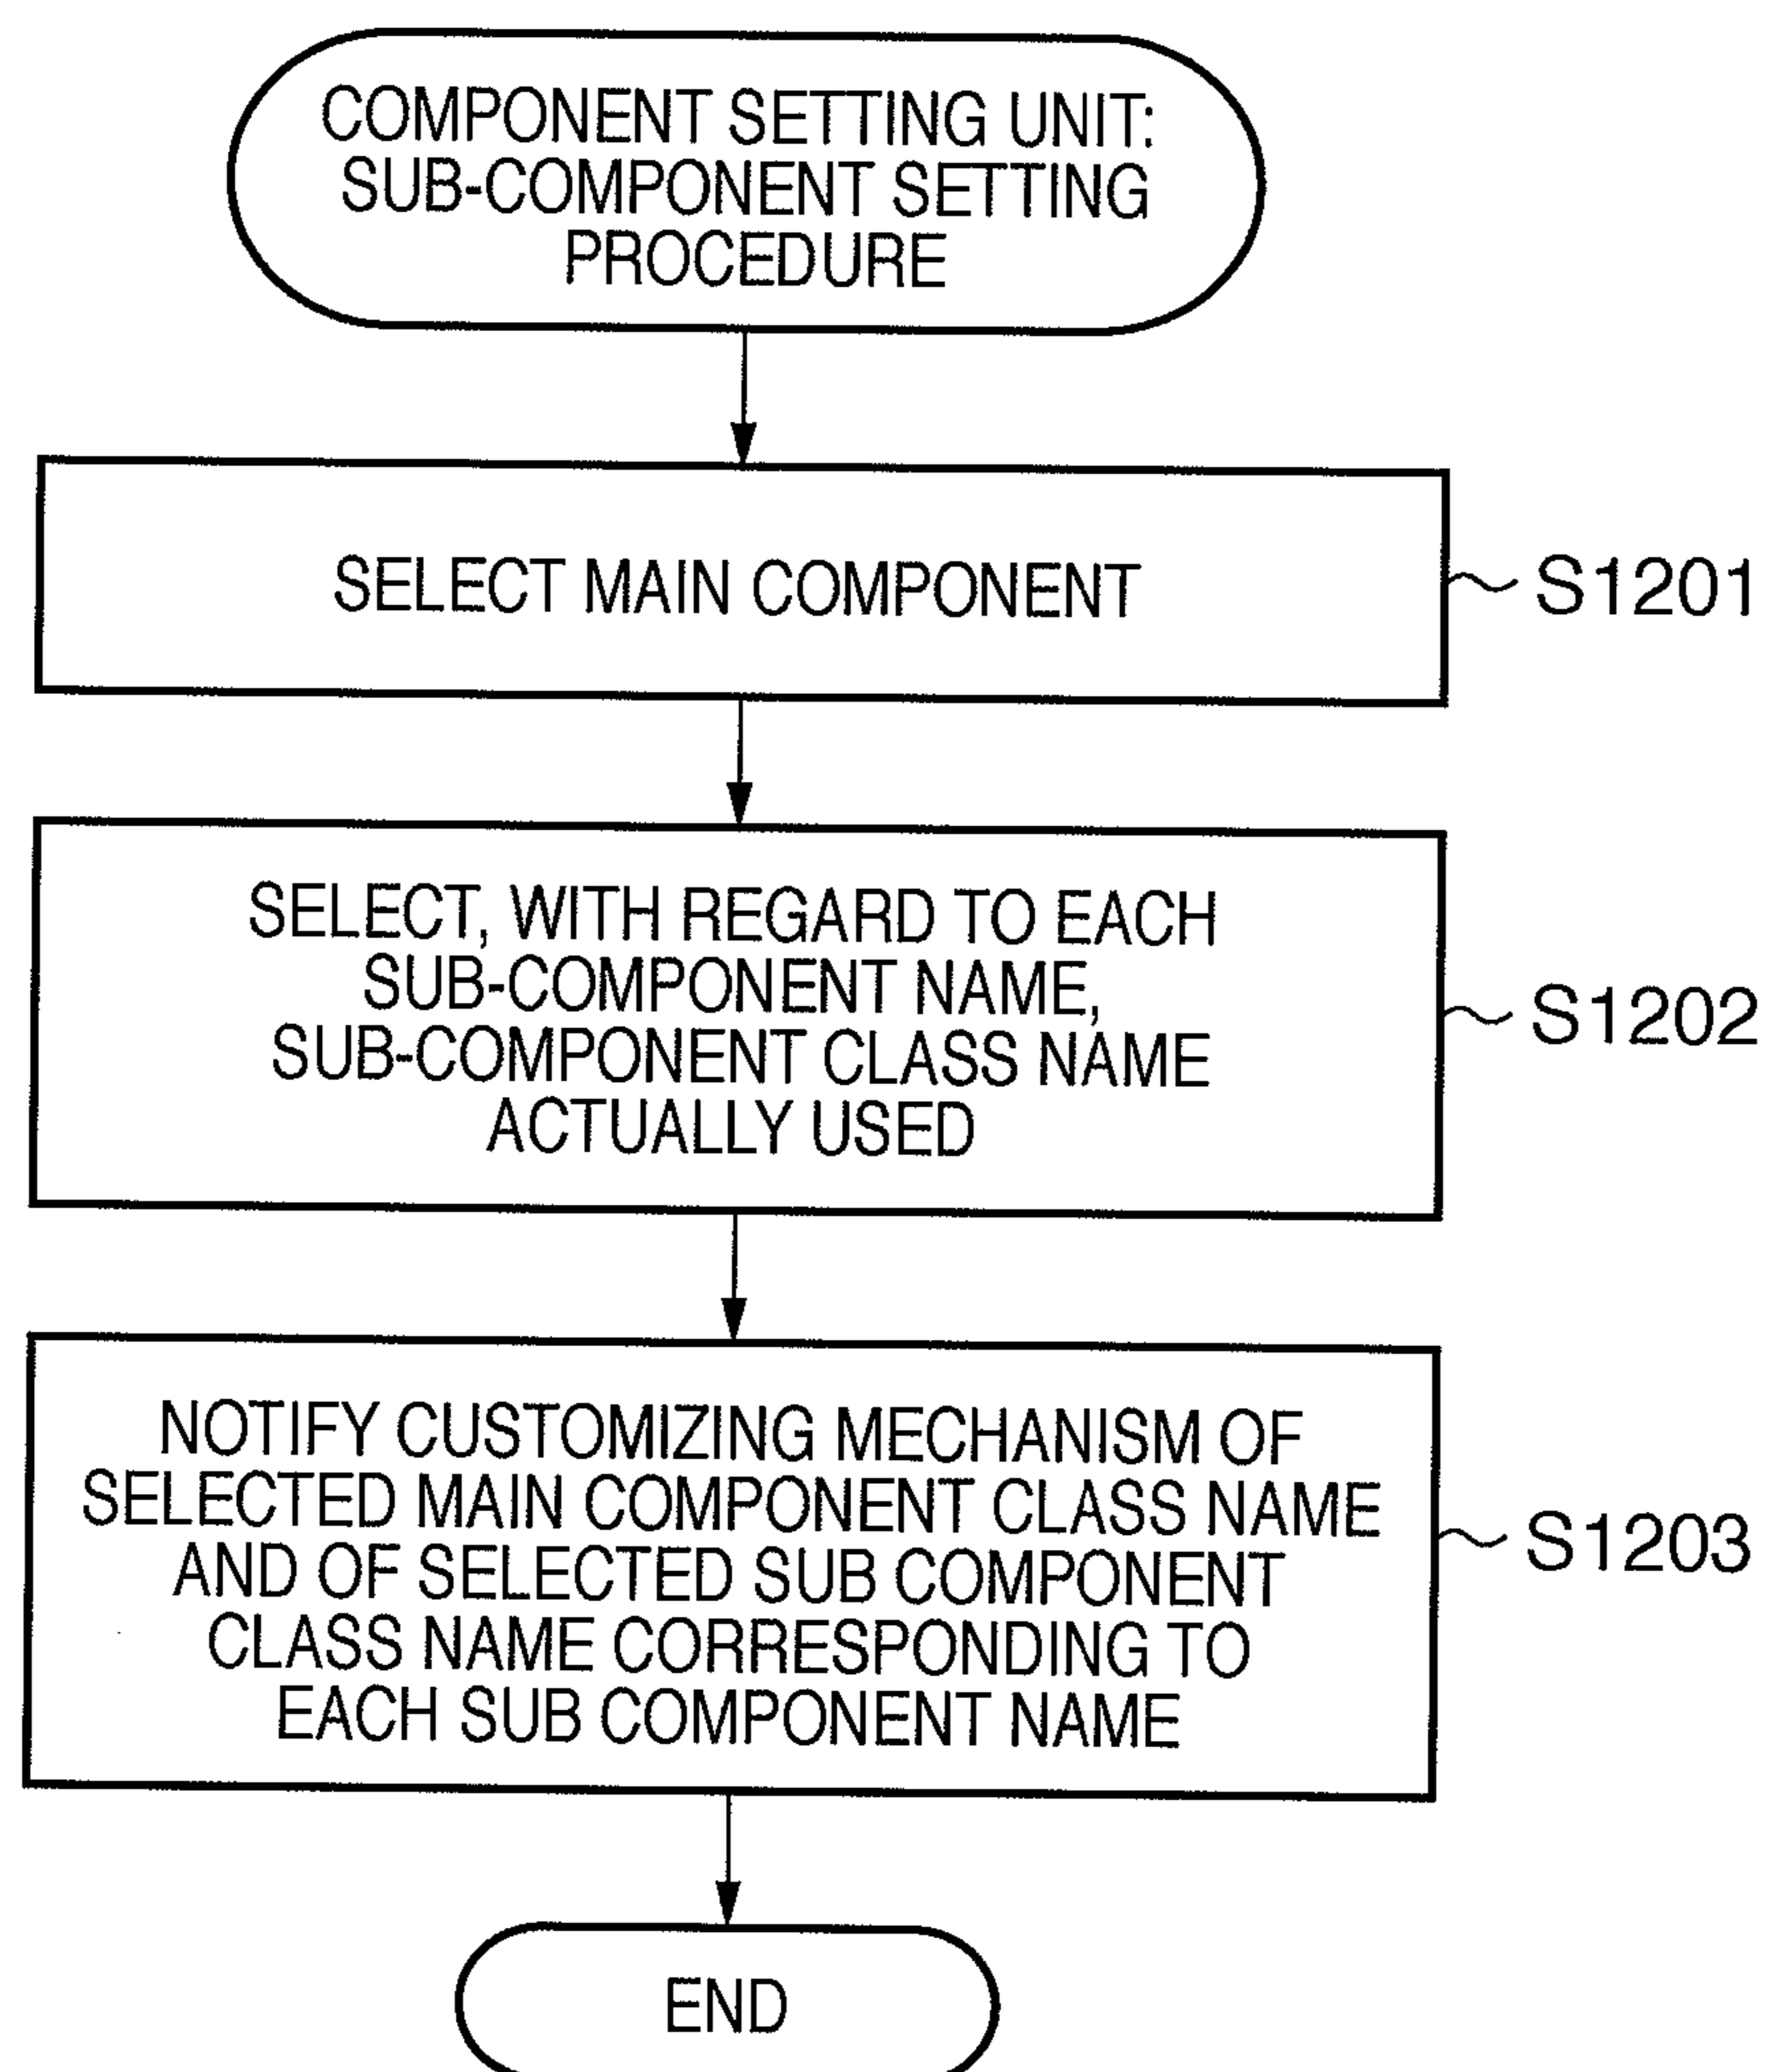 COMPONENT SETTING UNIT:
SUB-COMPONENT SETTING
PROCEDURE
SELECT MAIN COMPONENT
S1201
SELECT, WITH REGARD TO EACH
SUB-COMPONENT NAME,
SUB-COMPONENT CLASS NAME
ACTUALLY USED
S1202
NOTIFY CUSTOMIZING MECHANISM OF
SELECTED MAIN COMPONENT CLASS NAME
AND OF SELECTED SUB COMPONENT
CLASS NAME CORRESPONDING TO
EACH SUB COMPONENT NAME
S1203
END